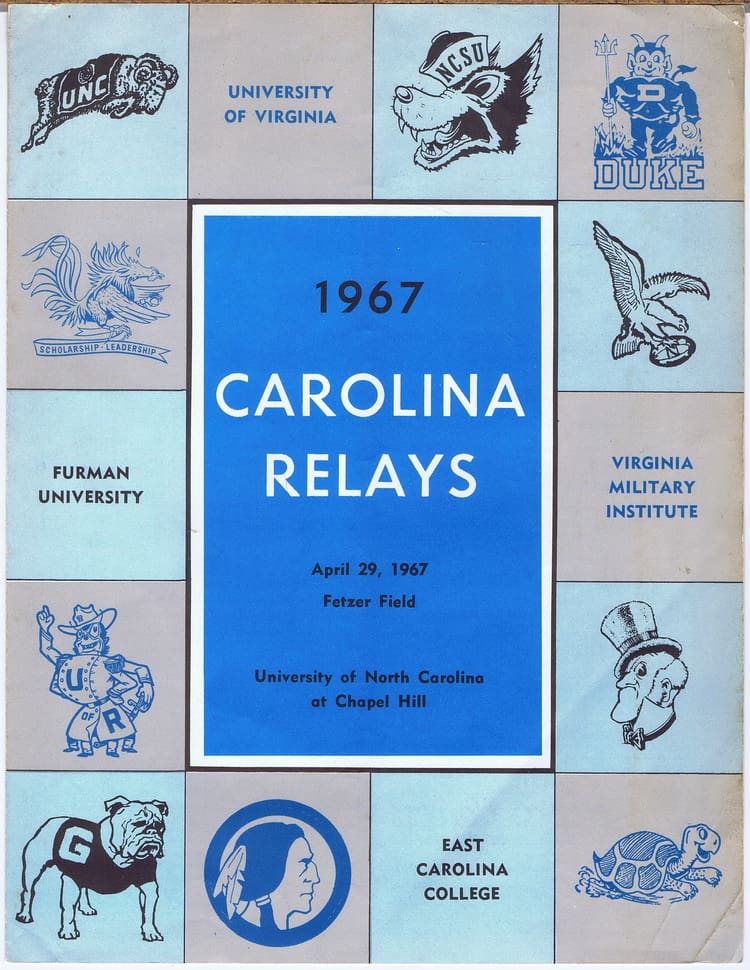 UNC
UNIVERSITY
OF VIRGINIA
NCSU
D
DUKE
SCHOLARSHIP - LEADERSHIP
1967
CAROLINA
RELAYS
FURMAN
UNIVERSITY
VIRGINIA
MILITARY
INSTITUTE
April 29, 1967
Fetzer Field
University of North Carolina
at Chapel Hill
U
OF
R
G
EAST
CAROLINA
COLLEGE